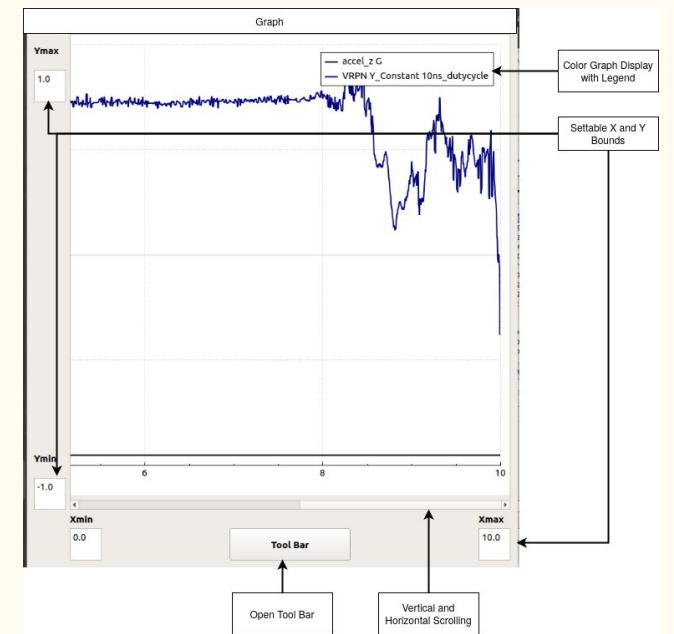 Graph
Ymax
1.0
accel_z G
VRPN Y_Constant 10ns_dutycycle
Color Graph Display
with Legend
Settable X and Y
Bounds
Ymin
-1.0
6
8
10
Xmin
0.0
Tool Bar
Xmax
10.0
Open Tool Bar
Vertical and
Horizontal Scrolling